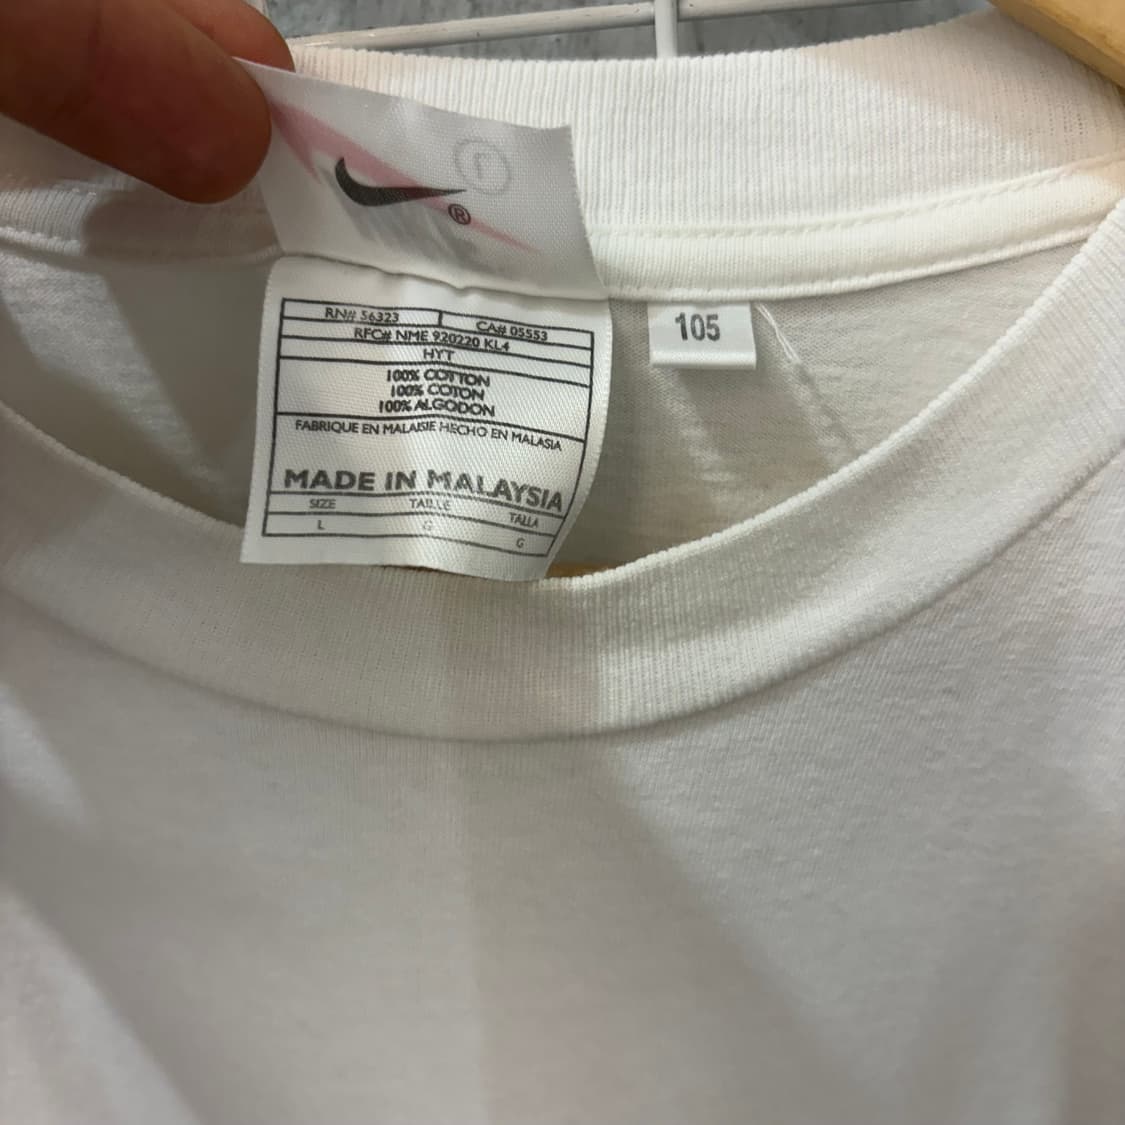 ®
RN# 56323 CA# 05553
RFC# NME 920220 KL4
HYT
100% COTTON
100% COTON
100% ALGODON
FABRIQUE EN MALAISIE HECHO EN MALASIA
MADE IN MALAYSIA
SIZE TAILLE TALLA
L G G
105